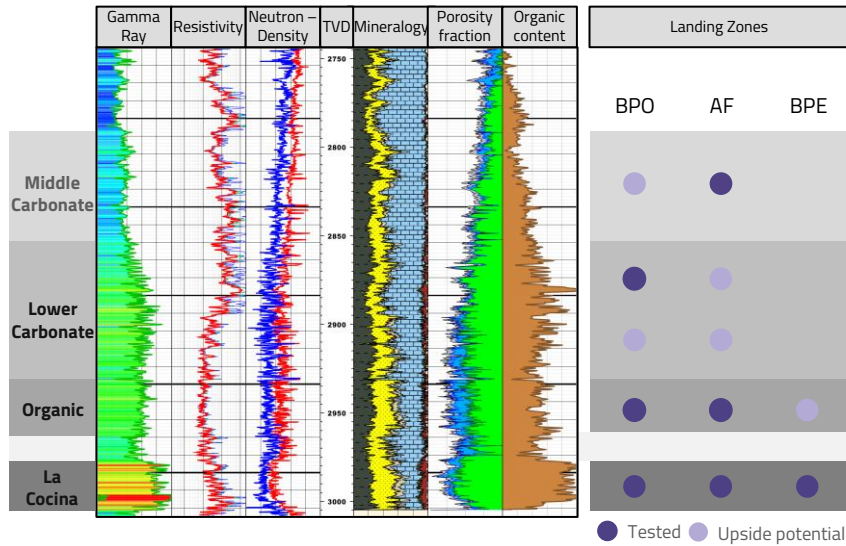 Gamma
Ray
Resistivity
Neutron –
Density
TVD
Mineralogy
Porosity
fraction
Organic
content
Landing Zones
BPO
AF
BPE
2750
2800
2850
2900
2950
3000
Middle
Carbonate
Lower
Carbonate
Organic
La
Cocina
Tested
Upside potential